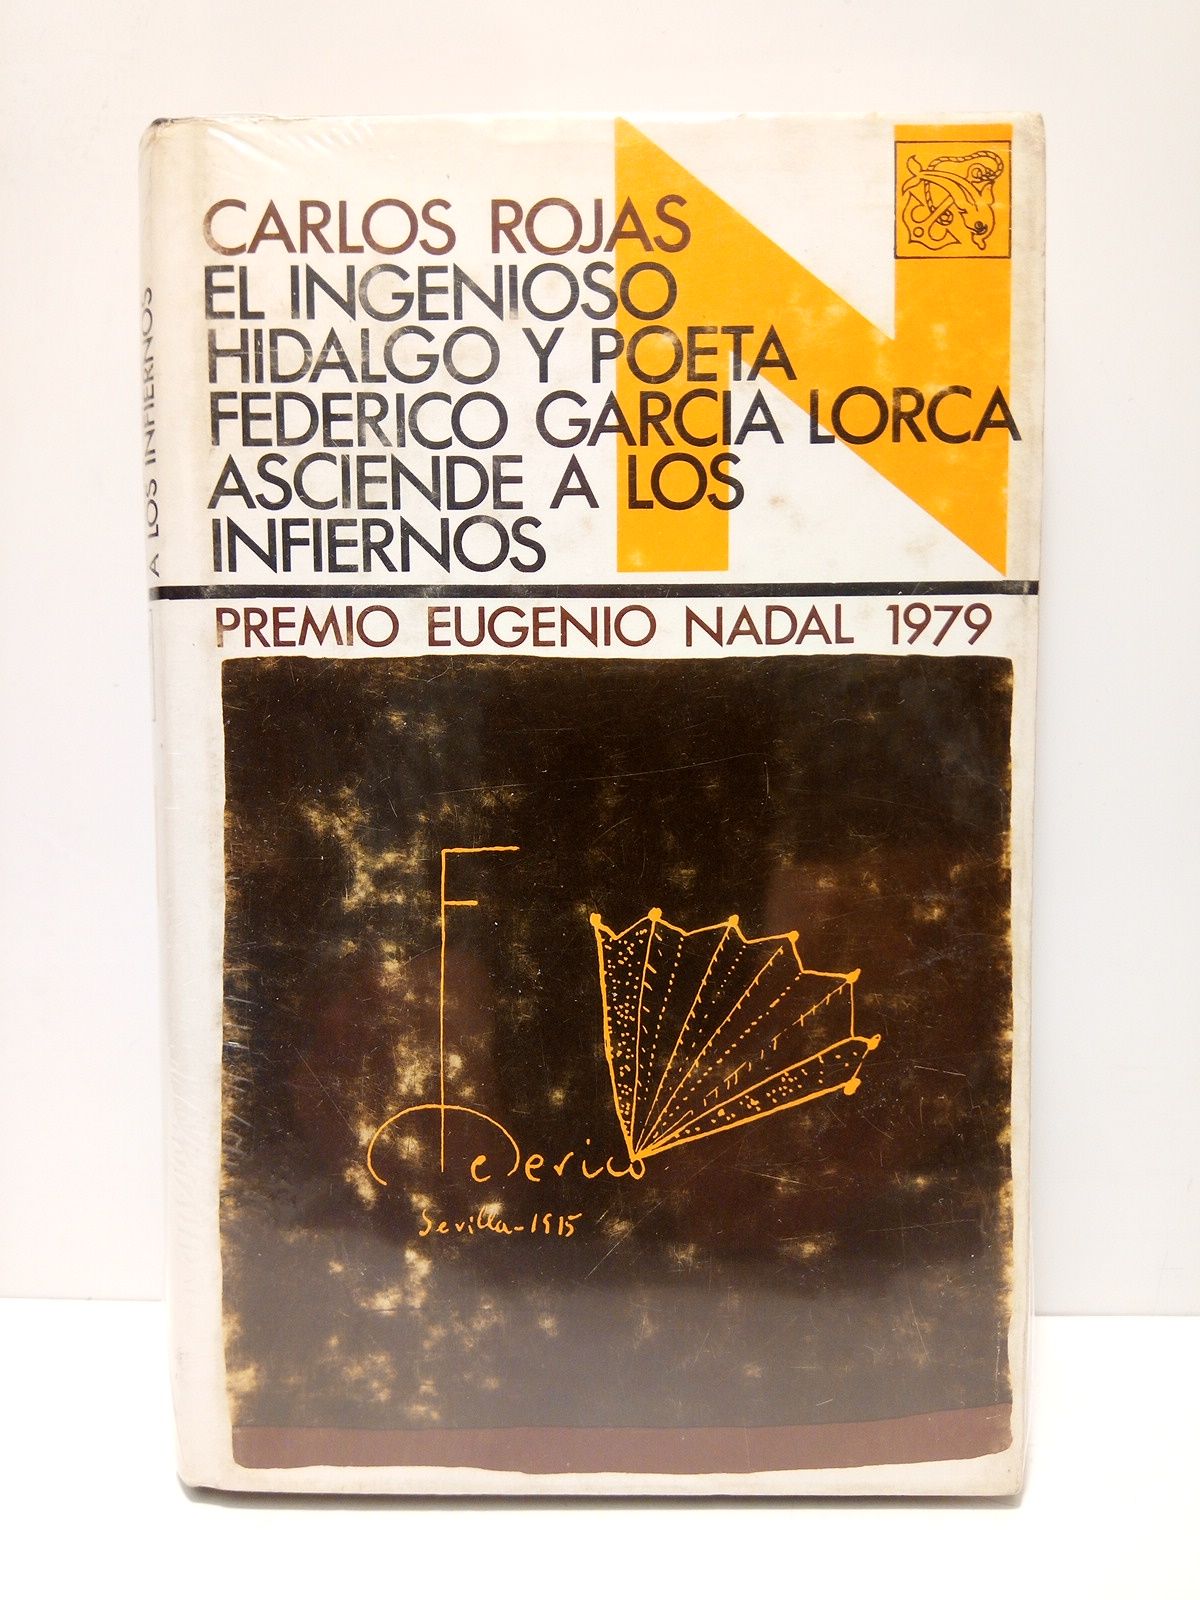 CARLOS ROJAS
EL INGENIOSO
HIDALGO Y POETA
FEDERICO GARCIA LORCA
ASCIENDE A LOS
INFIERNOS
PREMIO EUGENIO NADAL 1979
Federico
Sevilla-1915
A LOS INFIERNOS